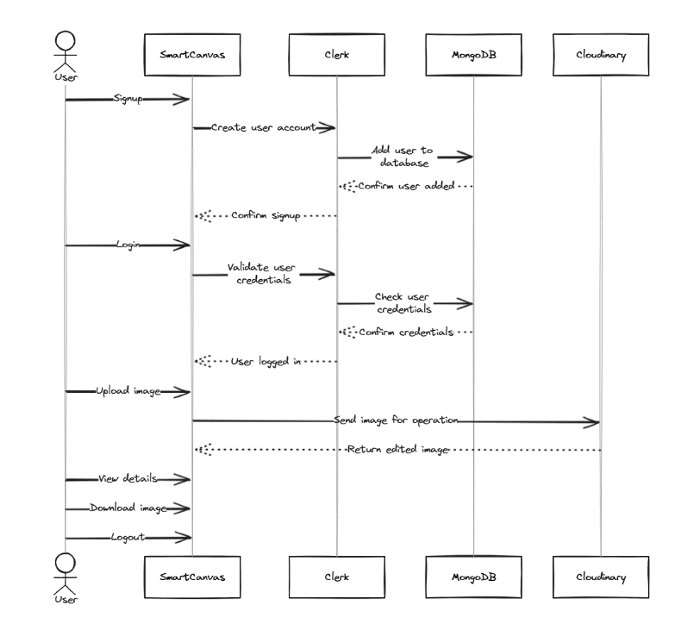 SmartCanvas
Clerk
MongoDB
Cloudinary
User
Signup
Create user account
Add user to
database
Confirm user added
Confirm signup
Login
Validate user
credentials
Check user
credentials
Confirm credentials
User logged in
Upload image
Send image for operation
Return edited image
View details
Download image
Logout
SmartCanvas
Clerk
MongoDB
Cloudinary
User